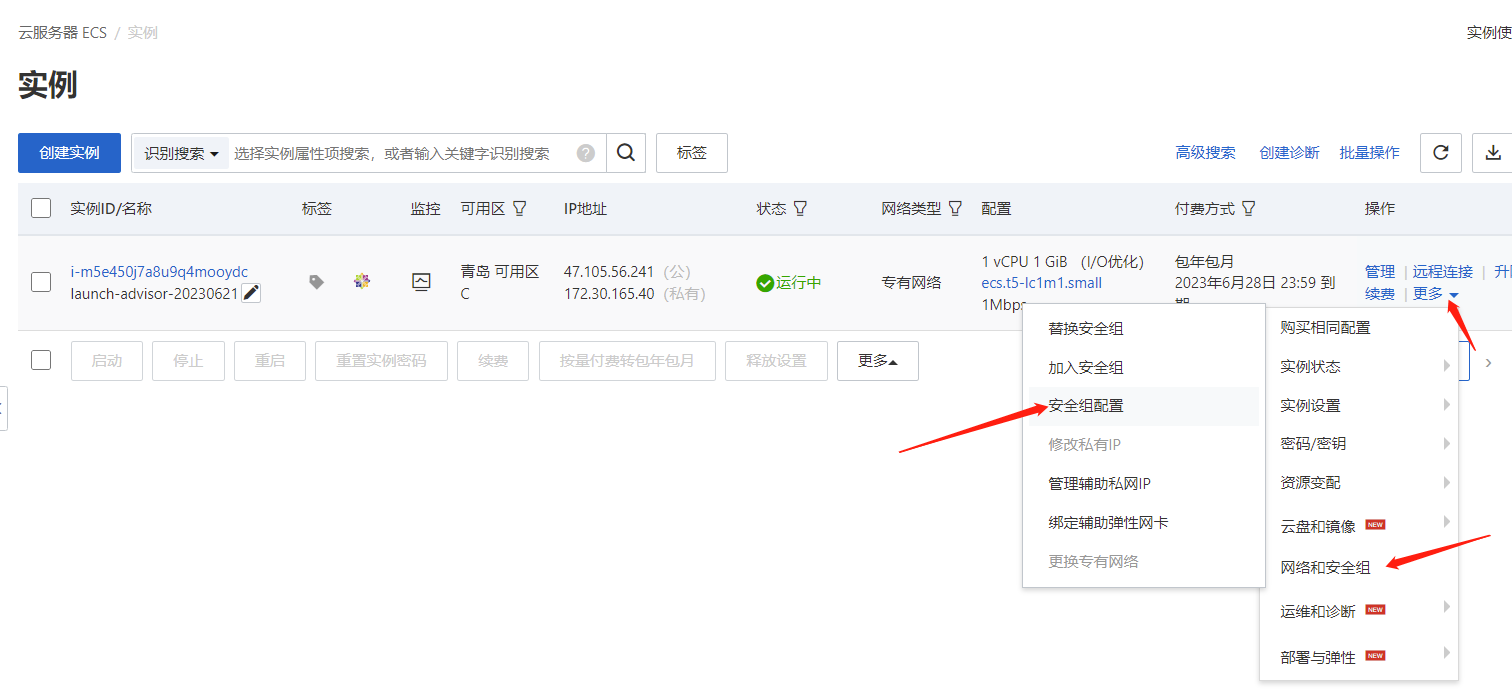 云服务器 ECS / 实例
实例使
实例
创建实例
识别搜索
选择实例属性项搜索，或者输入关键字识别搜索
?
标签
高级搜索
创建诊断
批量操作
实例ID/名称
标签
监控
可用区
IP地址
状态
网络类型
配置
付费方式
操作
i-m5e450j7a8u9q4mooydc
launch-advisor-20230621
青岛 可用区
C
47.105.56.241 (公)
172.30.165.40 (私有)
运行中
专有网络
1 vCPU 1 GiB (I/O优化)
ecs.t5-lc1m1.small
1Mbps
包年包月
2023年6月28日 23:59 到
期
管理 | 远程连接 |
续费 | 更多
启动
停止
重启
重置实例密码
续费
按量付费转包年包月
释放设置
更多
替换安全组
加入安全组
安全组配置
修改私有IP
管理辅助私网IP
绑定辅助弹性网卡
更换专有网络
购买相同配置
实例状态
实例设置
密码/密钥
资源变配
云盘和镜像 NEW
网络和安全组
运维和诊断 NEW
部署与弹性 NEW